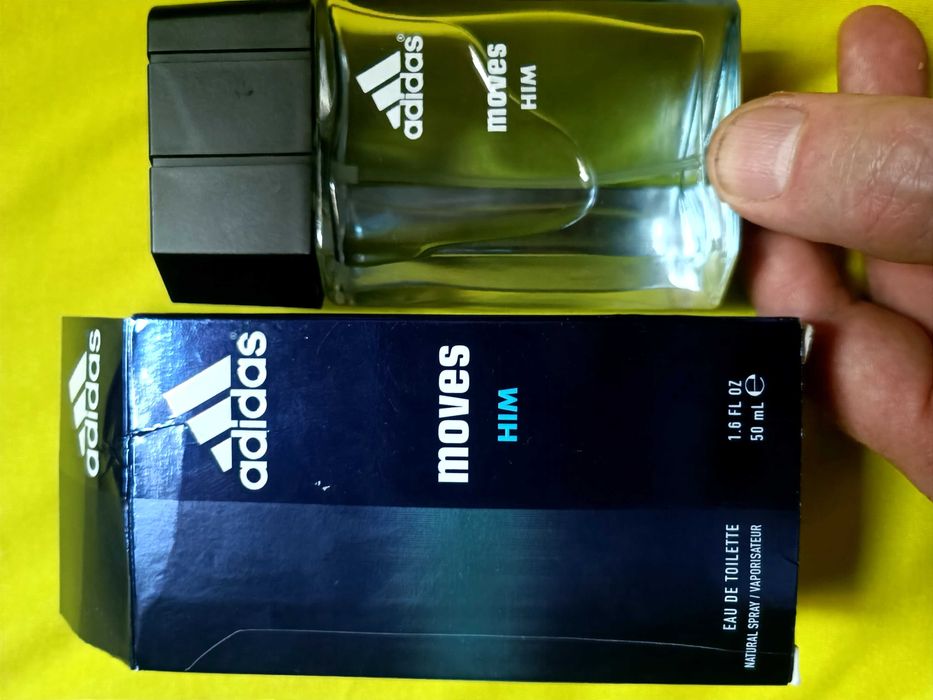 adidas®
moves
HIM
adidas
adidas®
moves
HIM
1.6 FL OZ
50 mL ℮
EAU DE TOILETTE
NATURAL SPRAY / VAPORISATEUR